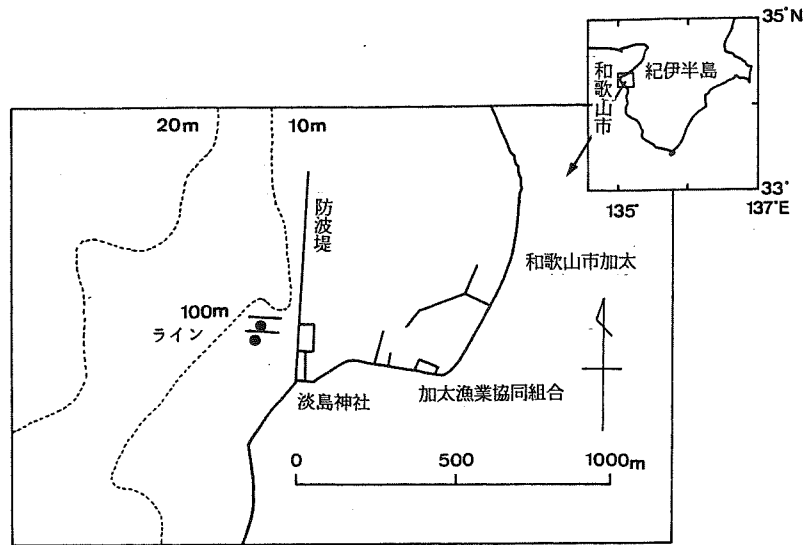 35°N
紀伊半島
和歌山市
33°
135°
137°E
20m
10m
防波堤
和歌山市加太
100m
ライン
淡島神社
加太漁業協同組合
0
500
1000m